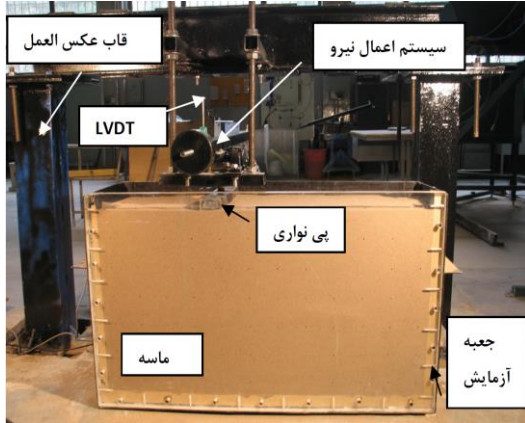 قاب عکس العمل
سیستم اعمال نیرو
LVDT
پی نواری
ماسه
جعبه
آزمایش